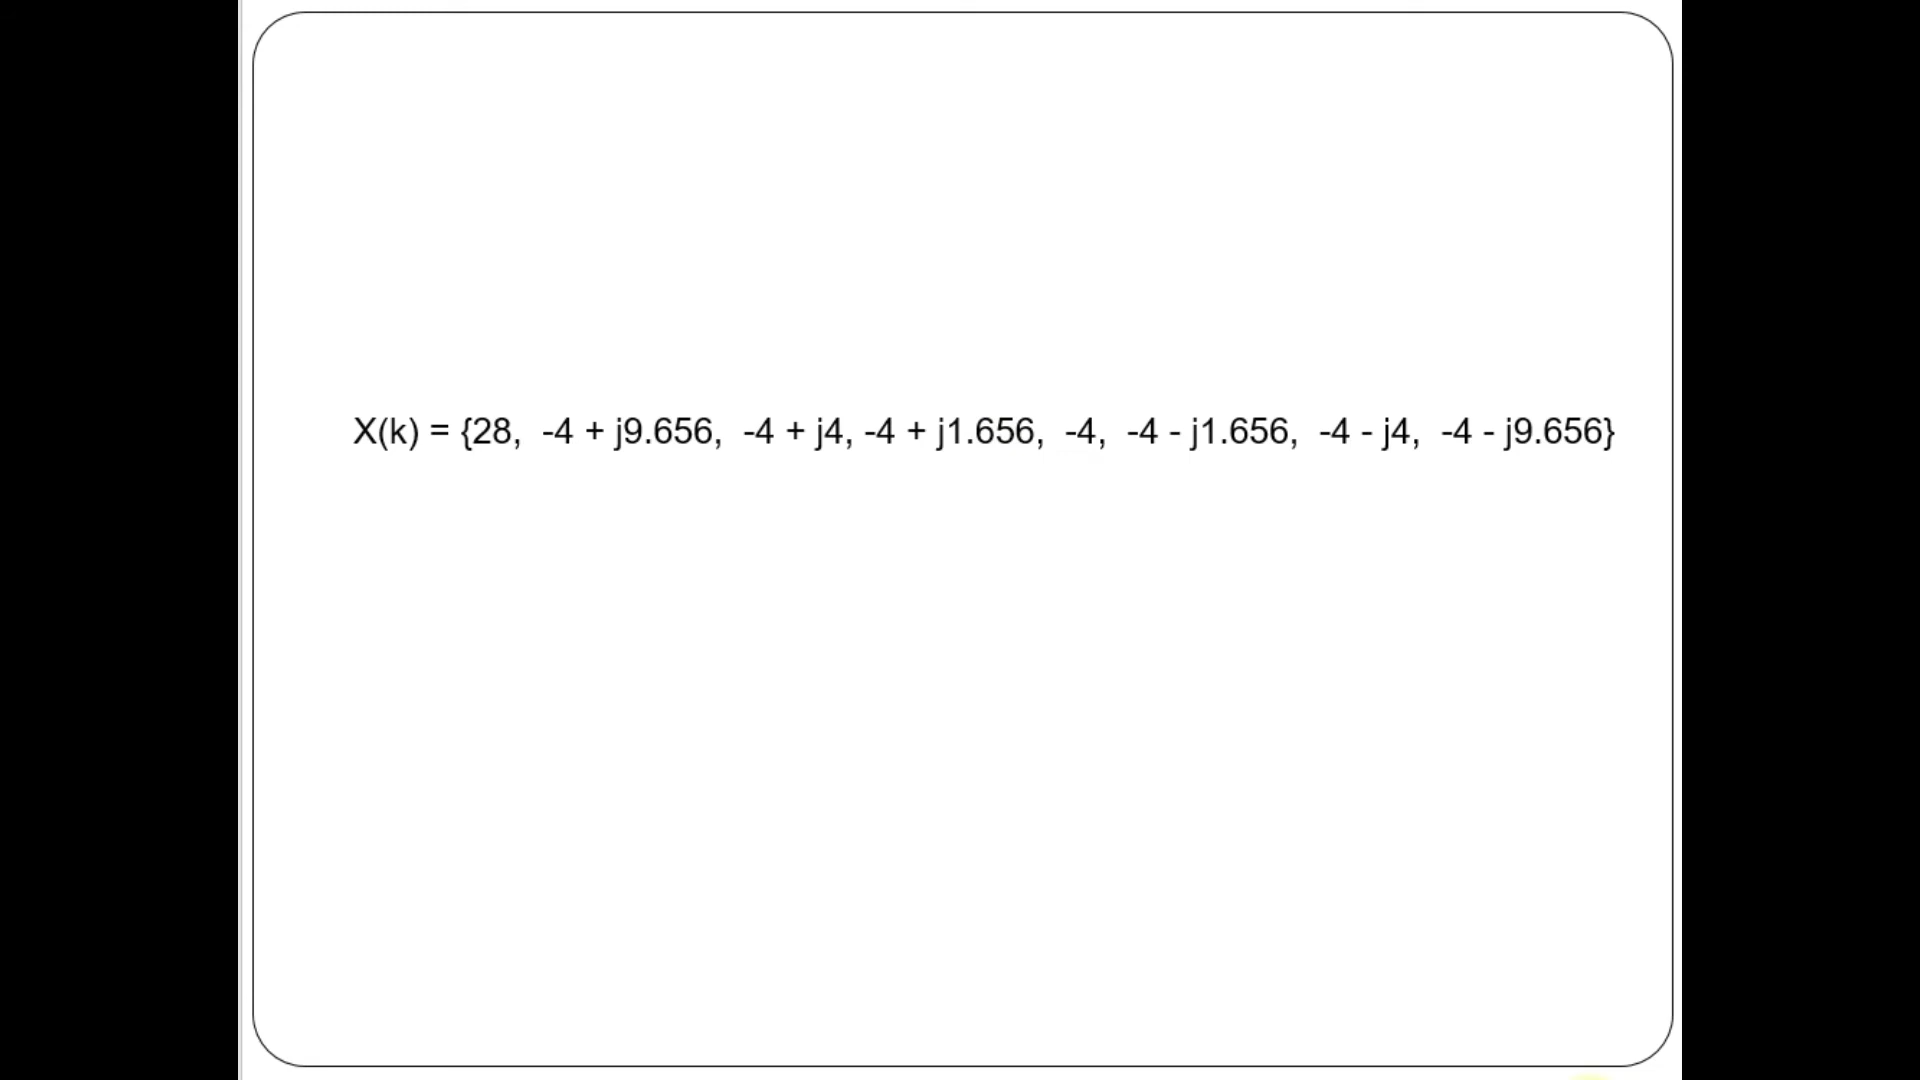 X(k) = {28, -4 + j9.656, -4 + j4, -4 + j1.656, -4, -4 - j1.656, -4 - j4, -4 - j9.656}